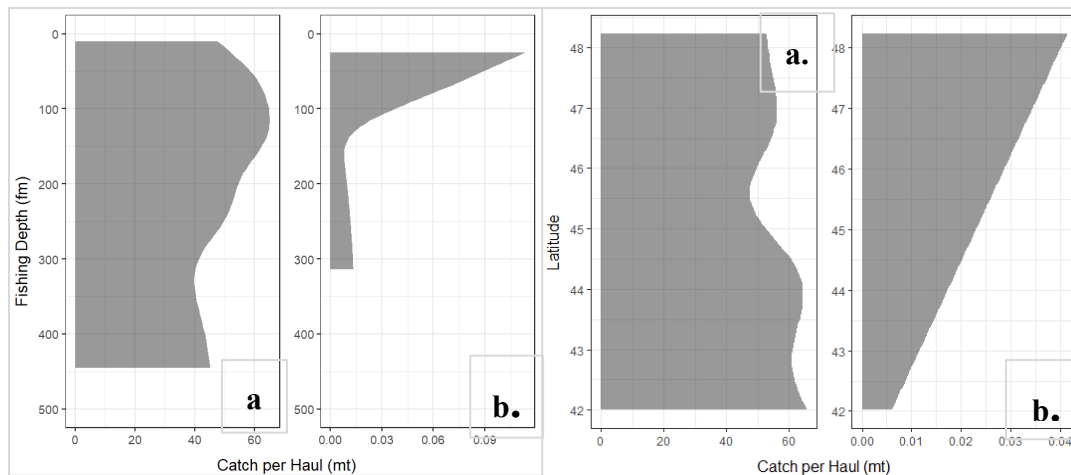 0
100
200
300
400
500
Fishing Depth (fm)
0 20 40 60
a
0
100
200
300
400
500
0.00 0.03 0.06 0.09
b.
Catch per Haul (mt)
48
47
46
45
44
43
42
Latitude
0 20 40 60
a.
48
47
46
45
44
43
42
0.00 0.01 0.02 0.03 0.04
b.
Catch per Haul (mt)